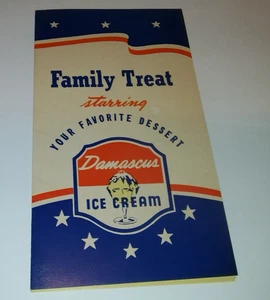 Family Treat
starring
YOUR FAVORITE DESSERT
Damascus
ICE CREAM